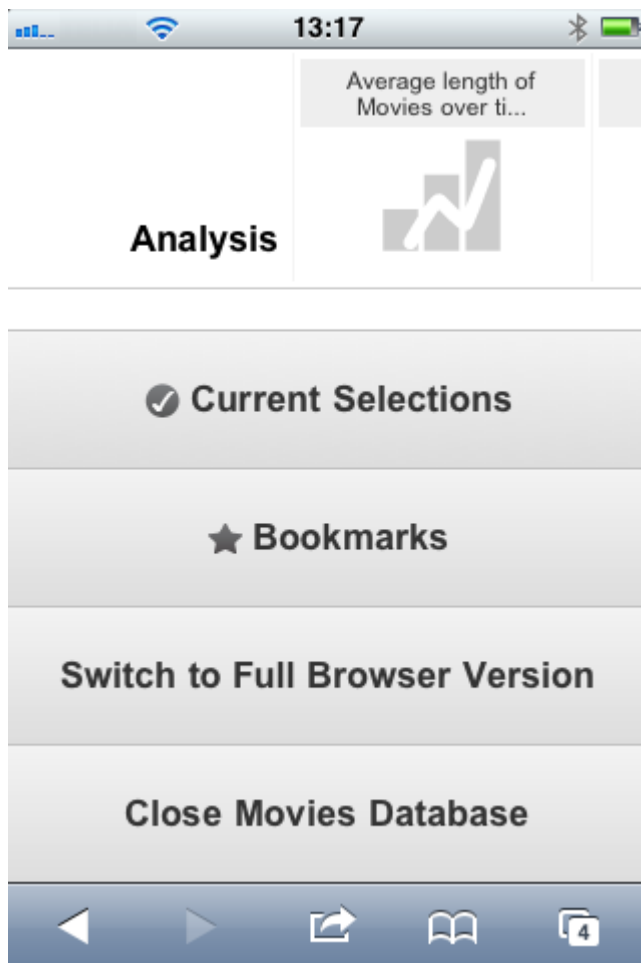 13:17
Average length of
Movies over ti...
Analysis
Current Selections
Bookmarks
Switch to Full Browser Version
Close Movies Database
4